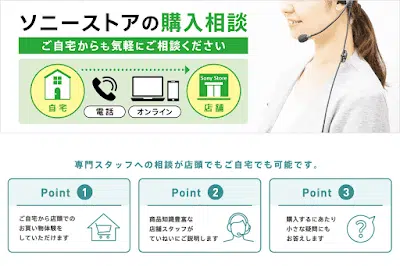 ソニーストアの購入相談
ご自宅からも気軽にご相談ください
自宅
電話
オンライン
Sony Store
店舗
専門スタッフへの相談が店頭でもご自宅でも可能です。
Point 1
ご自宅から店頭での
お買い物体験を
していただけます
Point 2
商品知識豊富な
店舗スタッフが
ていねいにご説明します
Point 3
購入するにあたり
小さな疑問にも
お答えします
?